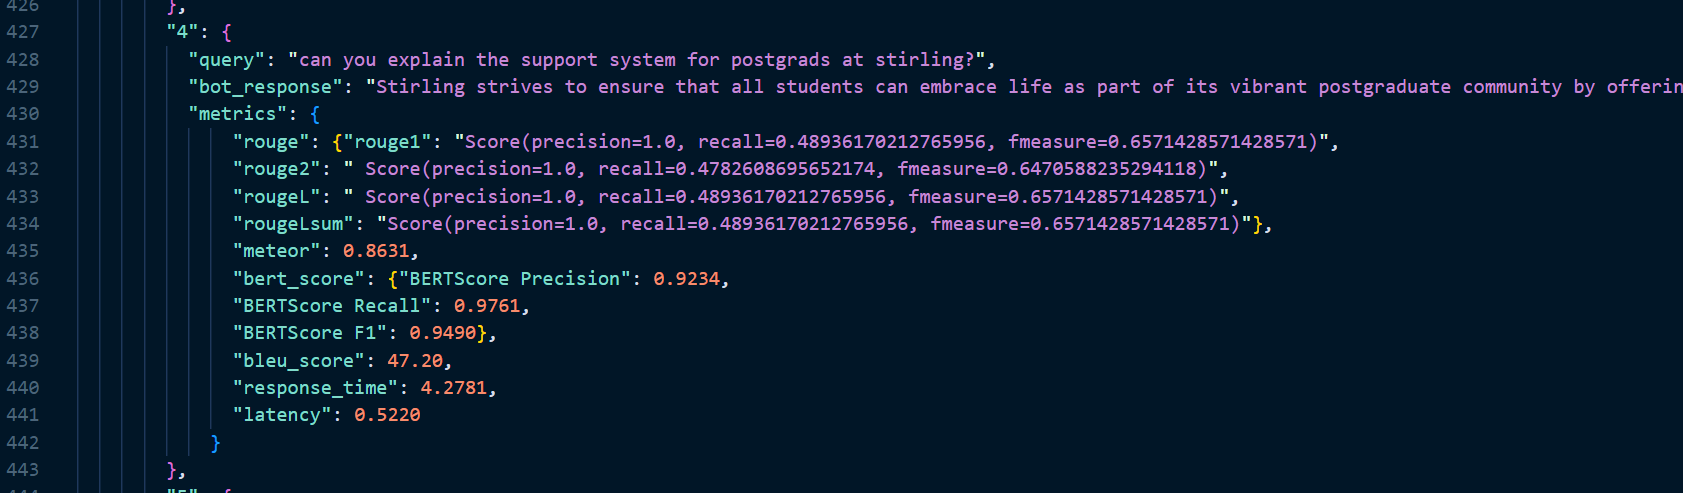 426 },
427 "4": {
428 "query": "can you explain the support system for postgrads at stirling?",
429 "bot_response": "Stirling strives to ensure that all students can embrace life as part of its vibrant postgraduate community by offerin
430 "metrics": {
431 "rouge": {"rouge1": "Score(precision=1.0, recall=0.48936170212765956, fmeasure=0.6571428571428571)",
432 "rouge2": " Score(precision=1.0, recall=0.4782608695652174, fmeasure=0.6470588235294118)",
433 "rougeL": " Score(precision=1.0, recall=0.48936170212765956, fmeasure=0.6571428571428571)",
434 "rougeLsum": "Score(precision=1.0, recall=0.48936170212765956, fmeasure=0.6571428571428571)"},
435 "meteor": 0.8631,
436 "bert_score": {"BERTScore Precision": 0.9234,
437 "BERTScore Recall": 0.9761,
438 "BERTScore F1": 0.9490},
439 "bleu_score": 47.20,
440 "response_time": 4.2781,
441 "latency": 0.5220
442 }
443 },
"5": {